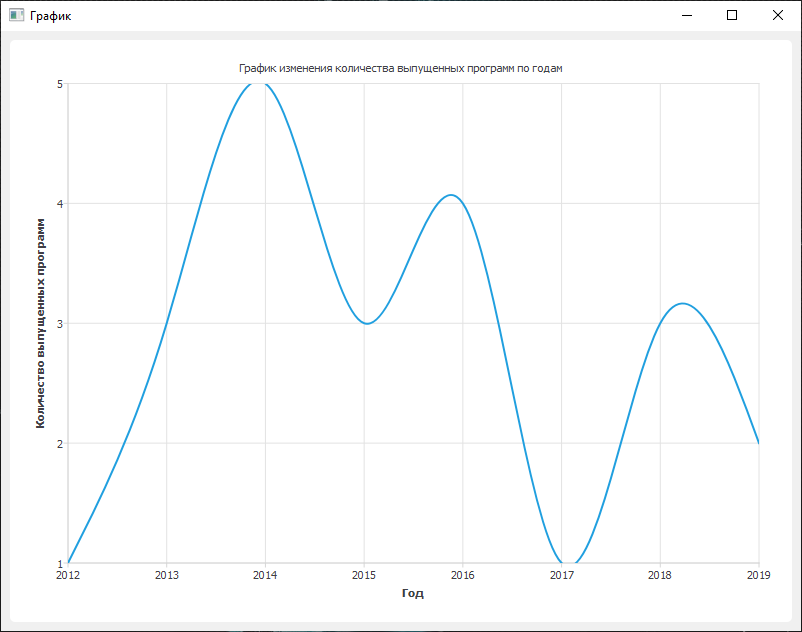 График
График изменения количества выпущенных программ по годам
5
4
3
2
1
Количество выпущенных программ
2012 2013 2014 2015 2016 2017 2018 2019
Год